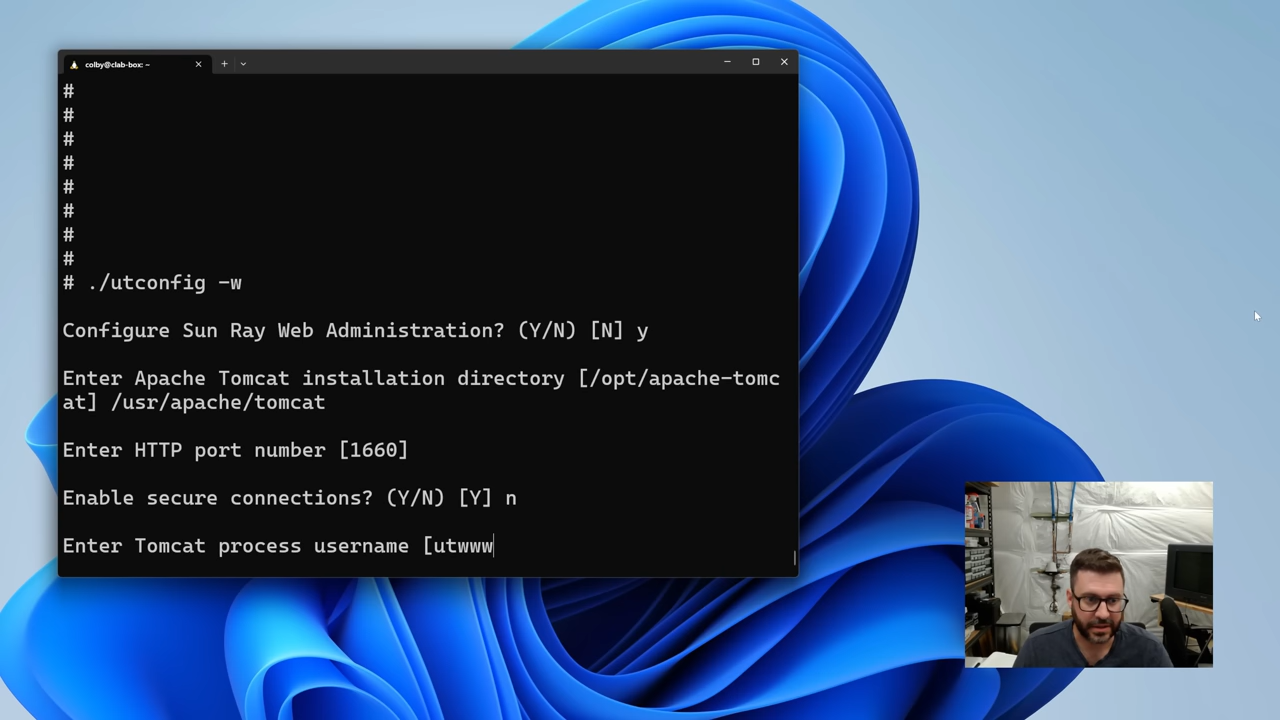 colby@clab-box: ~
#
#
#
#
#
#
#
#
# ./utconfig -w
Configure Sun Ray Web Administration? (Y/N) [N] y
Enter Apache Tomcat installation directory [/opt/apache-tomc
at] /usr/apache/tomcat
Enter HTTP port number [1660]
Enable secure connections? (Y/N) [Y] n
Enter Tomcat process username [utwww